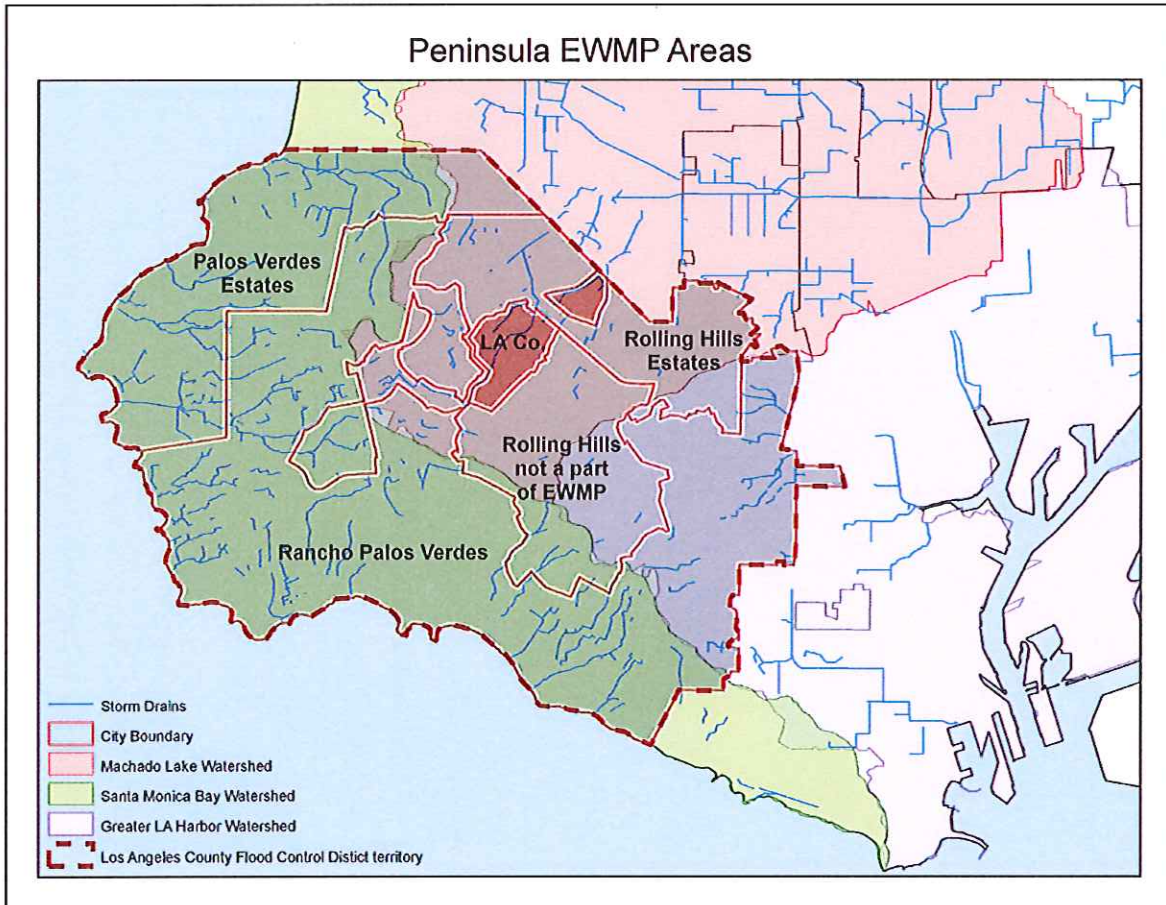 Peninsula EWMP Areas
Palos Verdes
Estates
LA Co.
Rolling Hills
Estates
Rolling Hills
not a part
of EWMP
Rancho Palos Verdes
Storm Drains
City Boundary
Machado Lake Watershed
Santa Monica Bay Watershed
Greater LA Harbor Watershed
Los Angeles County Flood Control Distict territory